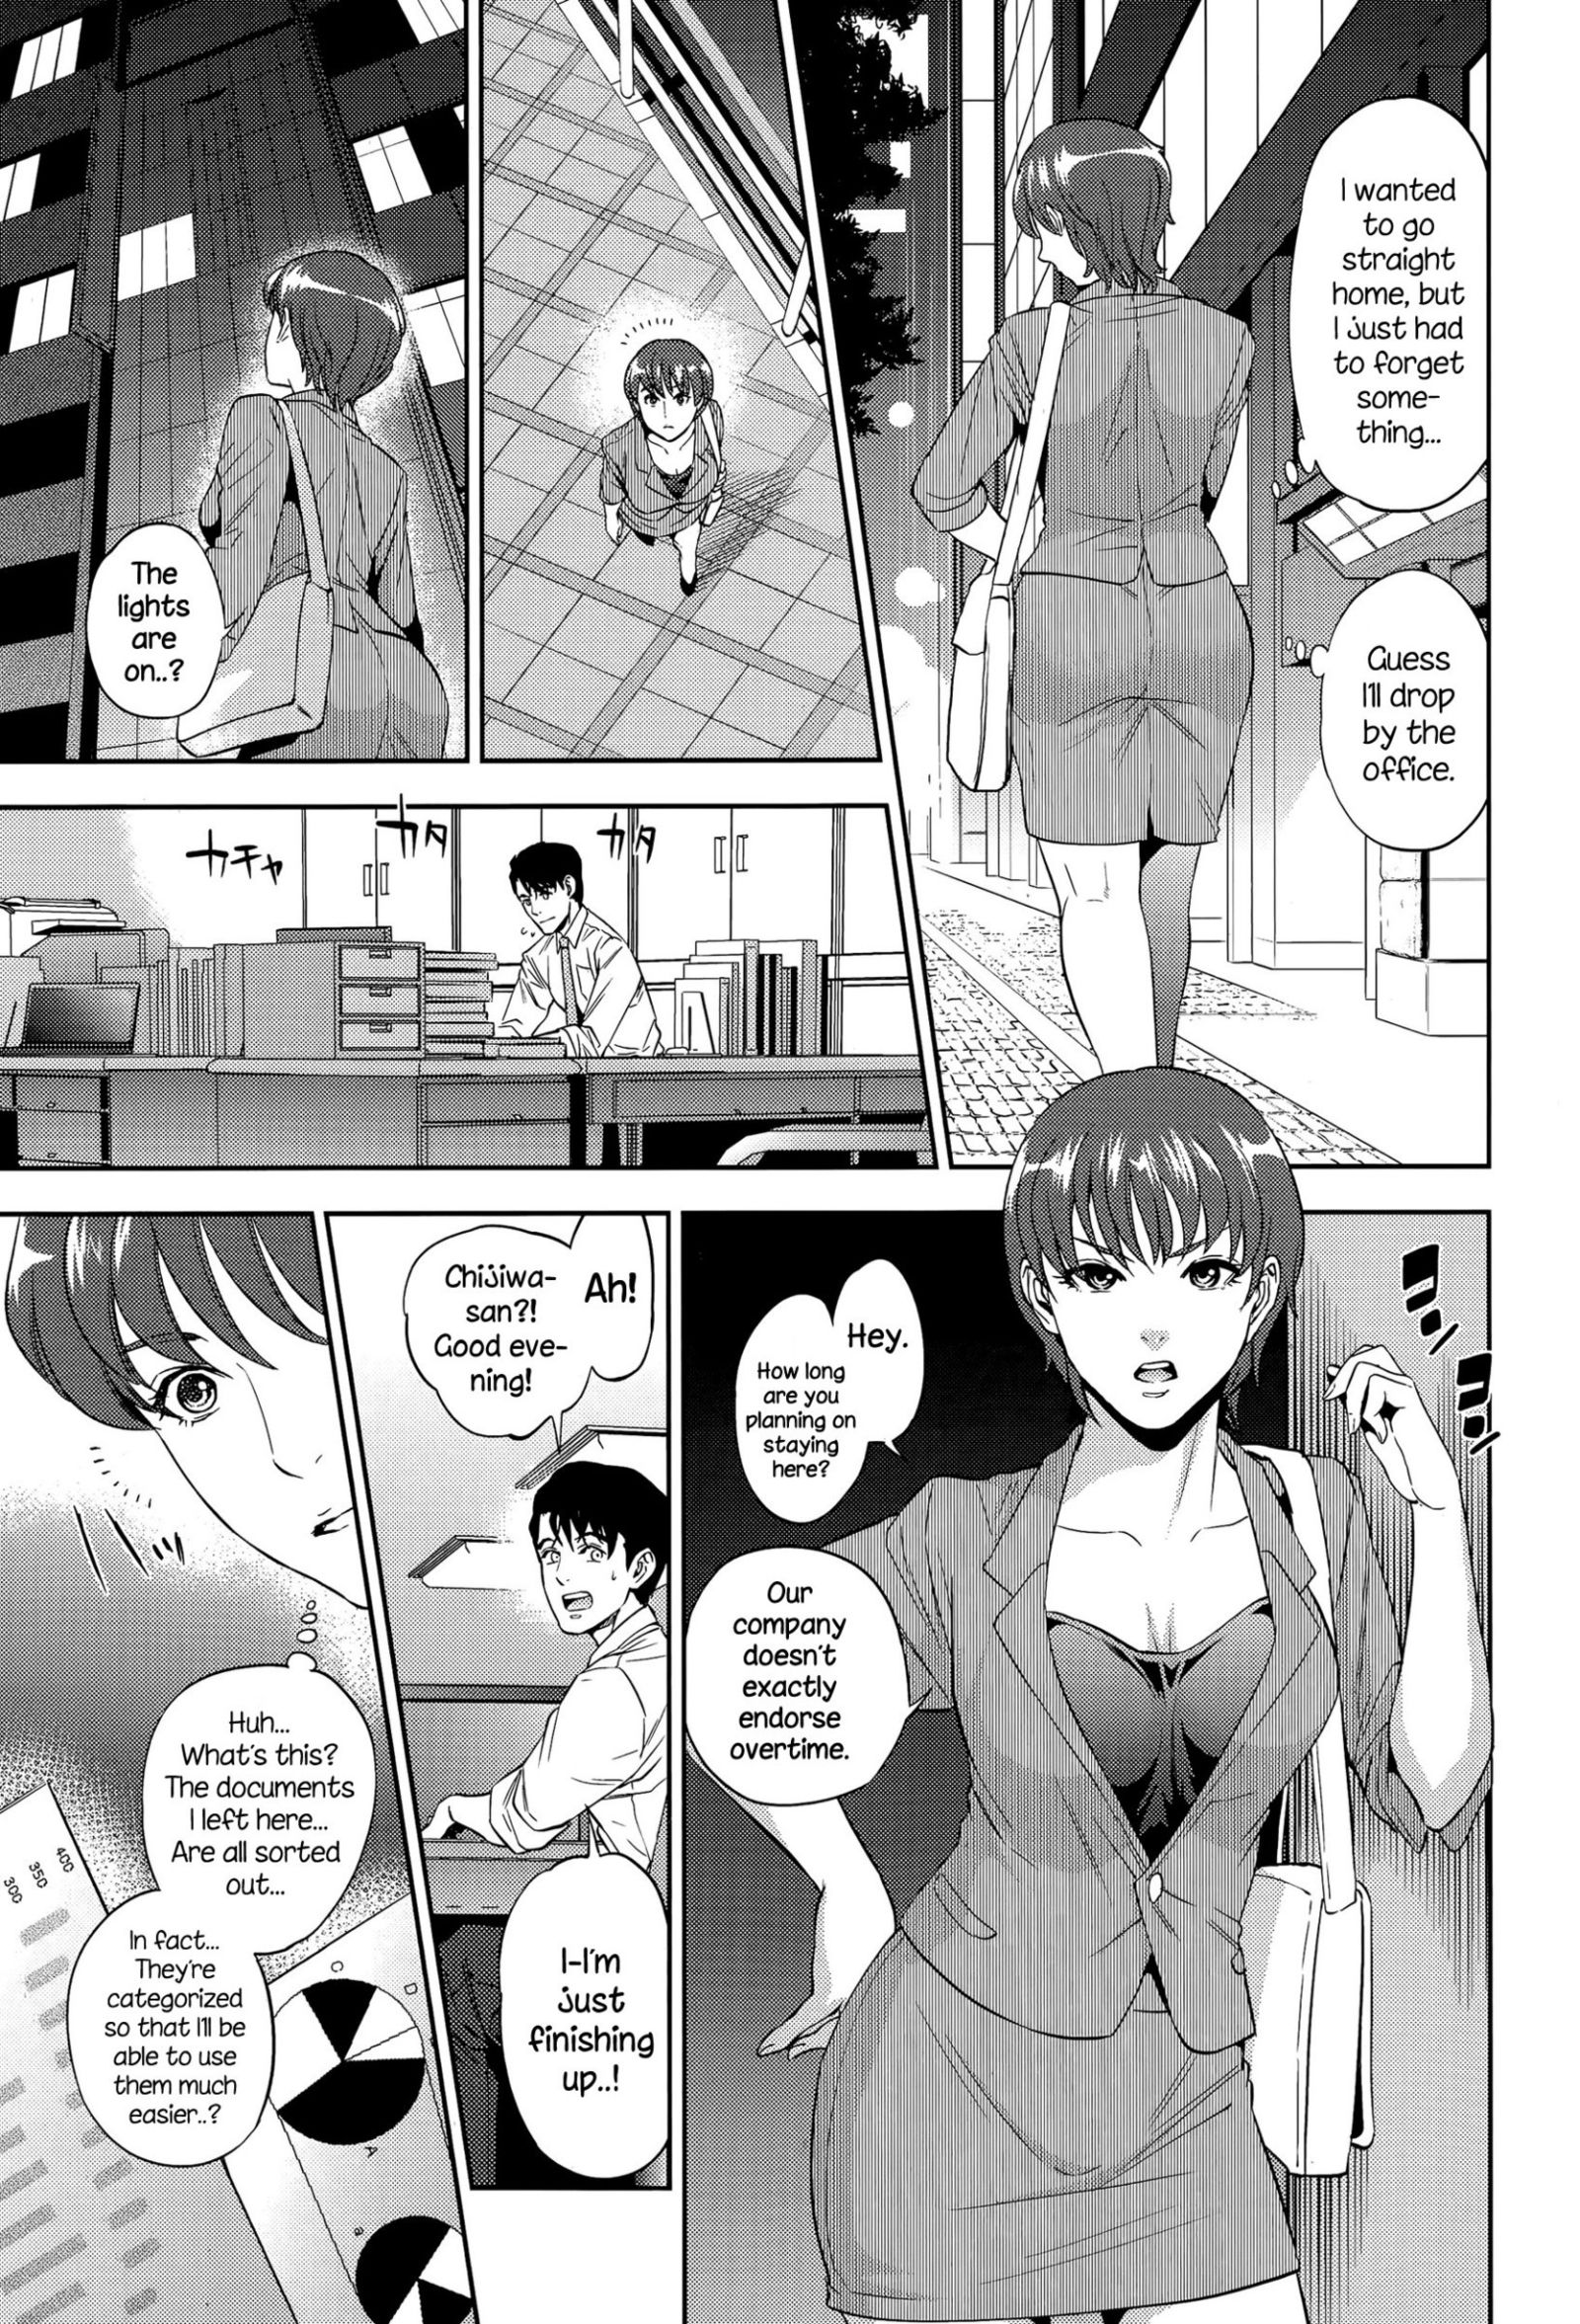 I wanted
to go
straight
home, but
I just had
to forget
some-
thing...
Guess
I'll drop
by the
office.
The
lights
are
on..?
カタ
カタ
カチャ
Hey.
How long
are you
planning on
staying
here?
Our
company
doesn't
exactly
endorse
overtime.
Ah!
Chijiwa-
san?!
Good eve-
ning!
I-I'm
just
finishing
up..!
Huh...
What's this?
The documents
I left here...
Are all sorted
out...
In fact...
They're
categorized
so that I'll be
able to use
them much
easier..?
400
350
300
C
D
A
a